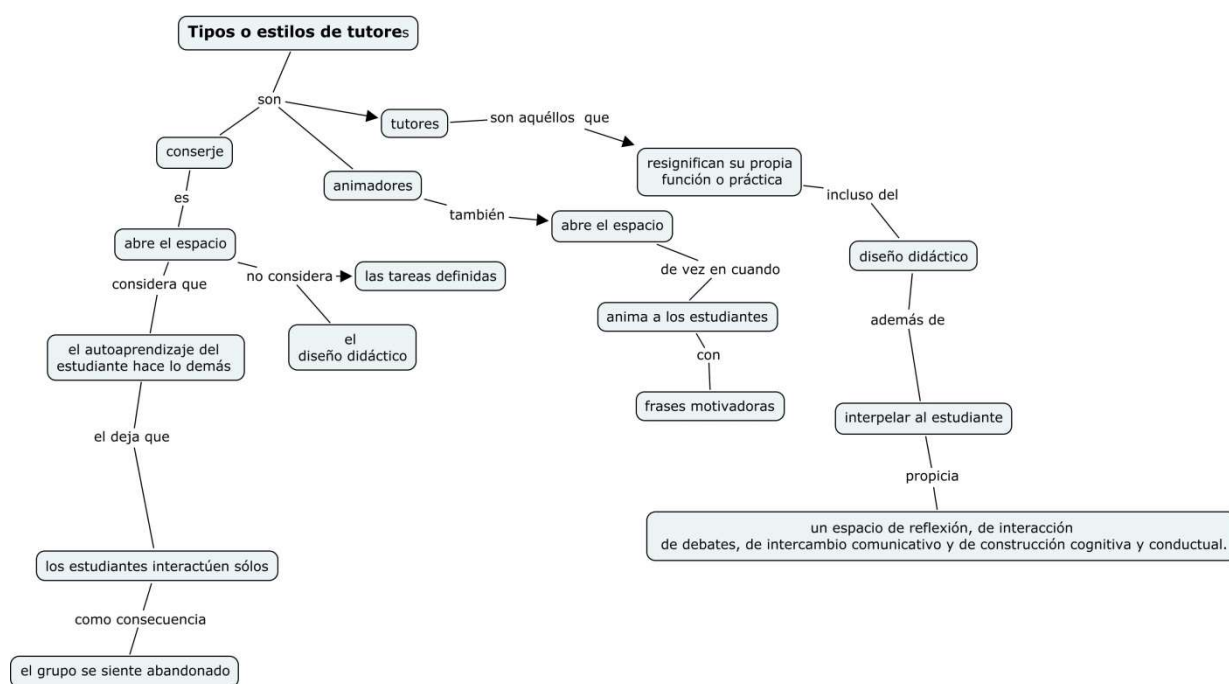 Tipos o estilos de tutores
son
tutores
son aquéllos que
conserje
resignifican su propia
función o práctica
animadores
es
incluso del
también
abre el espacio
abre el espacio
diseño didáctico
considera que
no considera
las tareas definidas
de vez en cuando
anima a los estudiantes
además de
el
diseño didáctico
el autoaprendizaje del
estudiante hace lo demás
con
frases motivadoras
interpelar al estudiante
el deja que
propicia
un espacio de reflexión, de interacción
de debates, de intercambio comunicativo y de construcción cognitiva y conductual.
los estudiantes interactúen sólos
como consecuencia
el grupo se siente abandonado